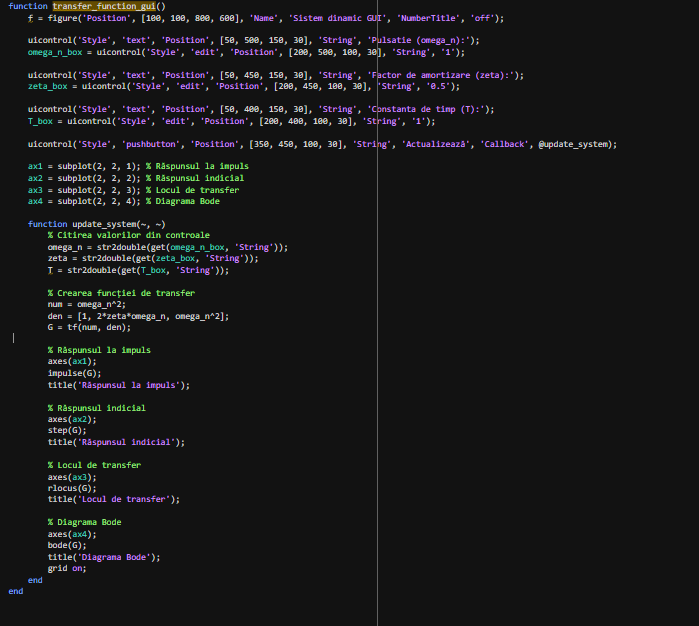 function transfer_function_gui()
f = figure('Position', [100, 100, 800, 600], 'Name', 'Sistem dinamic GUI', 'NumberTitle', 'off');
uicontrol('Style', 'text', 'Position', [50, 500, 150, 30], 'String', 'Pulsatie (omega_n):');
omega_n_box = uicontrol('Style', 'edit', 'Position', [200, 500, 100, 30], 'String', '1');
uicontrol('Style', 'text', 'Position', [50, 450, 150, 30], 'String', 'Factor de amortizare (zeta):');
zeta_box = uicontrol('Style', 'edit', 'Position', [200, 450, 100, 30], 'String', '0.5');
uicontrol('Style', 'text', 'Position', [50, 400, 150, 30], 'String', 'Constanta de timp (T):');
T_box = uicontrol('Style', 'edit', 'Position', [200, 400, 100, 30], 'String', '1');
uicontrol('Style', 'pushbutton', 'Position', [350, 450, 100, 30], 'String', 'Actualizează', 'Callback', @update_system);
ax1 = subplot(2, 2, 1); % Răspunsul la impuls
ax2 = subplot(2, 2, 2); % Răspunsul indicial
ax3 = subplot(2, 2, 3); % Locul de transfer
ax4 = subplot(2, 2, 4); % Diagrama Bode
function update_system(~, ~)
% Citirea valorilor din controale
omega_n = str2double(get(omega_n_box, 'String'));
zeta = str2double(get(zeta_box, 'String'));
T = str2double(get(T_box, 'String'));
% Crearea funcției de transfer
num = omega_n^2;
den = [1, 2*zeta*omega_n, omega_n^2];
G = tf(num, den);
% Răspunsul la impuls
axes(ax1);
impulse(G);
title('Răspunsul la impuls');
% Răspunsul indicial
axes(ax2);
step(G);
title('Răspunsul indicial');
% Locul de transfer
axes(ax3);
rlocus(G);
title('Locul de transfer');
% Diagrama Bode
axes(ax4);
bode(G);
title('Diagrama Bode');
grid on;
end
end